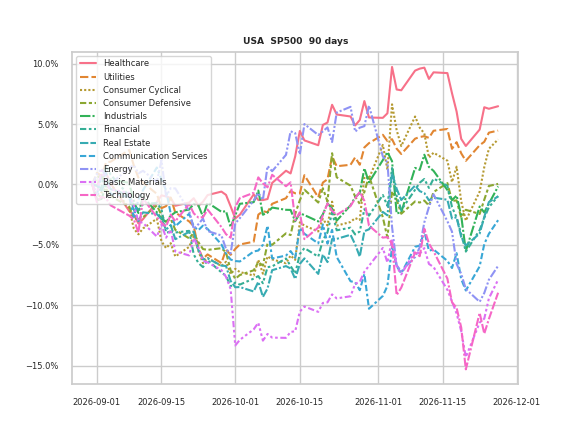 USA  SP500  90 days
Healthcare
Utilities
Consumer Cyclical
Consumer Defensive
Industrials
Financial
Real Estate
Communication Services
Energy
Basic Materials
Technology
10.0%
5.0%
0.0%
−5.0%
−10.0%
−15.0%
2026-09-01
2026-09-15
2026-10-01
2026-10-15
2026-11-01
2026-11-15
2026-12-01